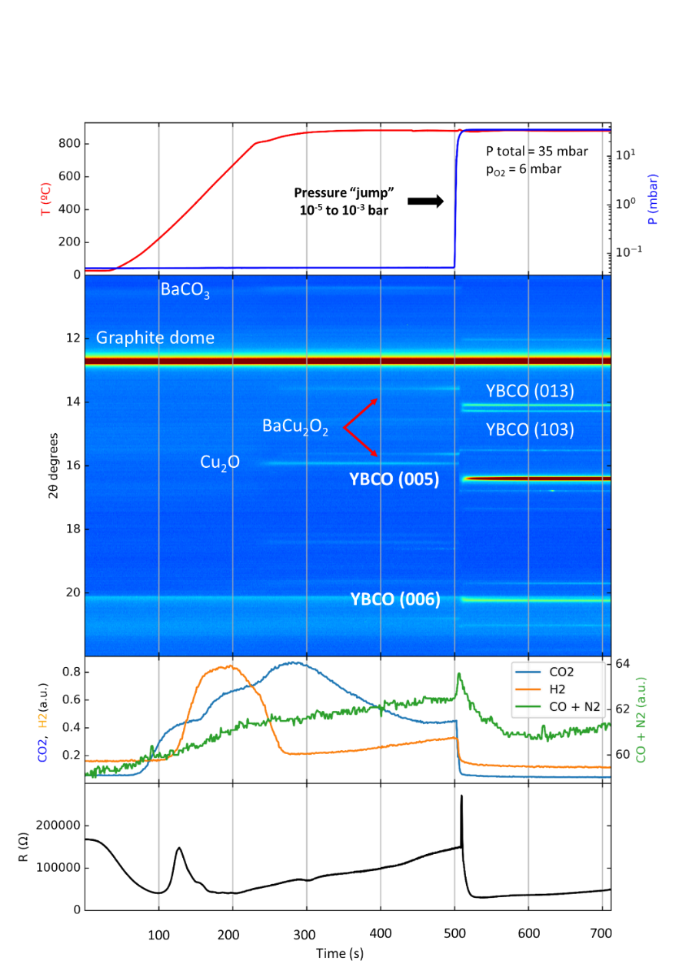 800
600
400
200
0
T (ºC)
Pressure “jump”
10⁻⁵ to 10⁻³ bar
P total = 35 mbar
pO₂ = 6 mbar
10¹
10⁰
10⁻¹
P (mbar)
BaCO₃
Graphite dome
12
14
16
18
20
2θ degrees
YBCO (013)
BaCu₂O₂
YBCO (103)
Cu₂O
YBCO (005)
YBCO (006)
0.8
0.6
0.4
0.2
CO2, H2(a.u.)
CO2
H2
CO + N2
64
62
60
CO + N2 (a.u.)
200000
100000
0
R (Ω)
100 200 300 400 500 600 700
Time (s)